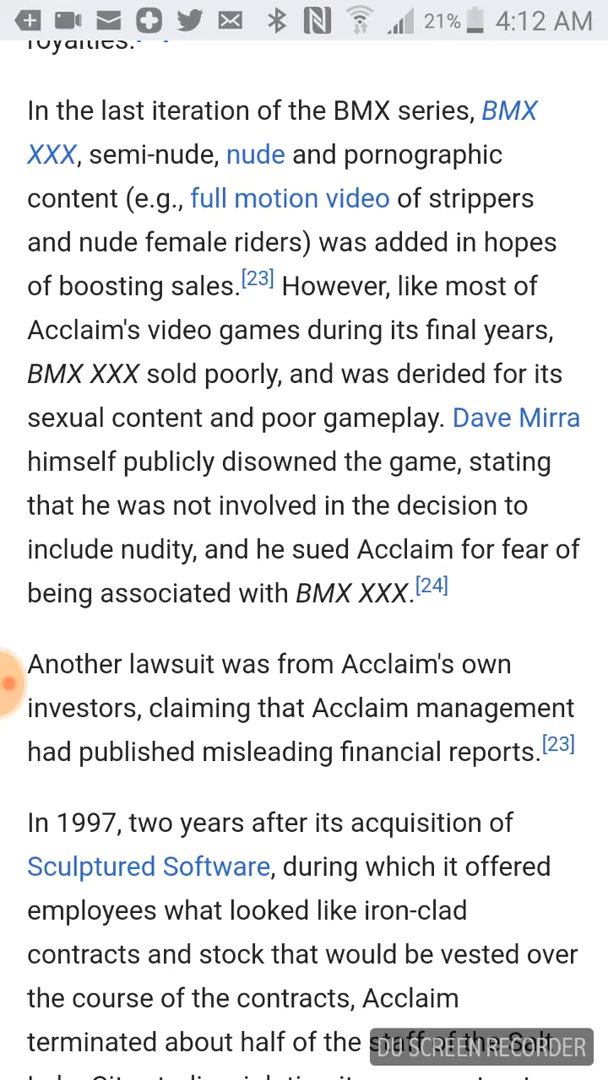 21% 4:12 AM
royalties.
In the last iteration of the BMX series, BMX
XXX, semi-nude, nude and pornographic
content (e.g., full motion video of strippers
and nude female riders) was added in hopes
of boosting sales.[23] However, like most of
Acclaim's video games during its final years,
BMX XXX sold poorly, and was derided for its
sexual content and poor gameplay. Dave Mirra
himself publicly disowned the game, stating
that he was not involved in the decision to
include nudity, and he sued Acclaim for fear of
being associated with BMX XXX.[24]
Another lawsuit was from Acclaim's own
investors, claiming that Acclaim management
had published misleading financial reports.[23]
In 1997, two years after its acquisition of
Sculptured Software, during which it offered
employees what looked like iron-clad
contracts and stock that would be vested over
the course of the contracts, Acclaim
terminated about half of the staff of the Salt
DU SCREEN RECORDER